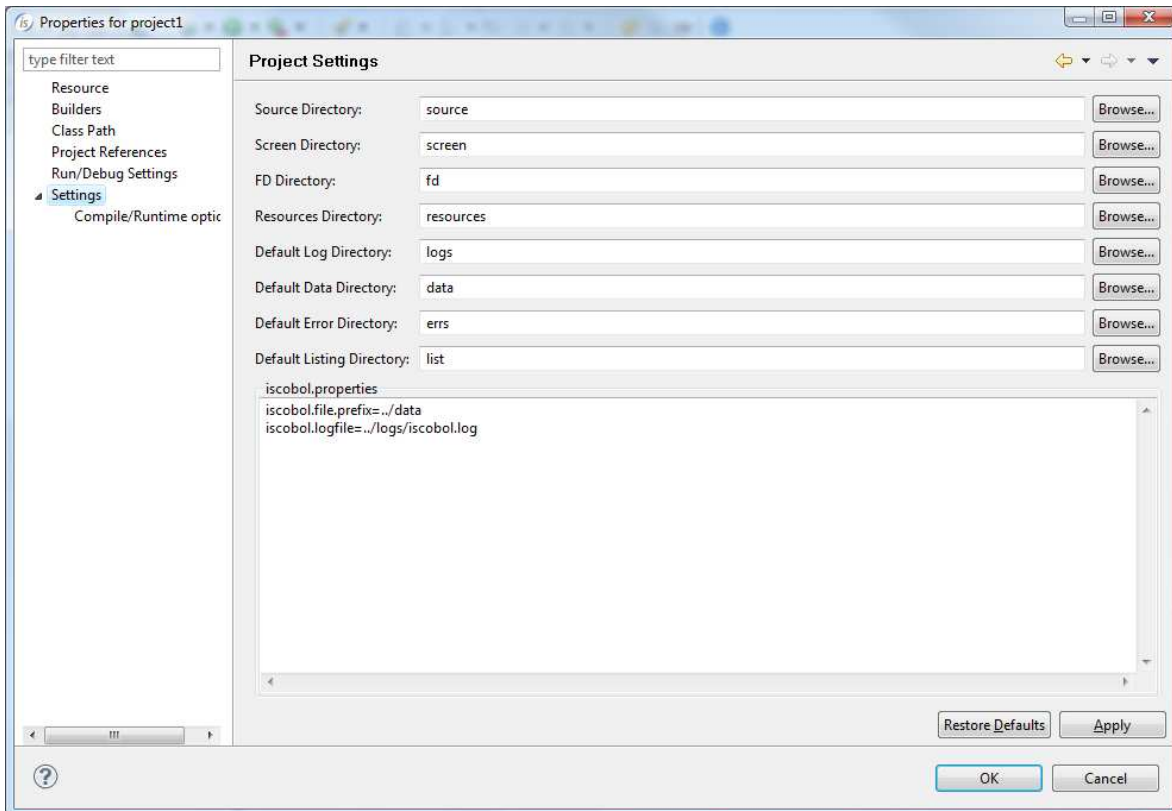 Properties for project1
type filter text
Resource
Builders
Class Path
Project References
Run/Debug Settings
Settings
Compile/Runtime optic
Project Settings
Source Directory: source Browse...
Screen Directory: screen Browse...
FD Directory: fd Browse...
Resources Directory: resources Browse...
Default Log Directory: logs Browse...
Default Data Directory: data Browse...
Default Error Directory: errs Browse...
Default Listing Directory: list Browse...
iscobol.properties
iscobol.file.prefix=../data
iscobol.logfile=../logs/iscobol.log
Restore Defaults Apply
OK Cancel